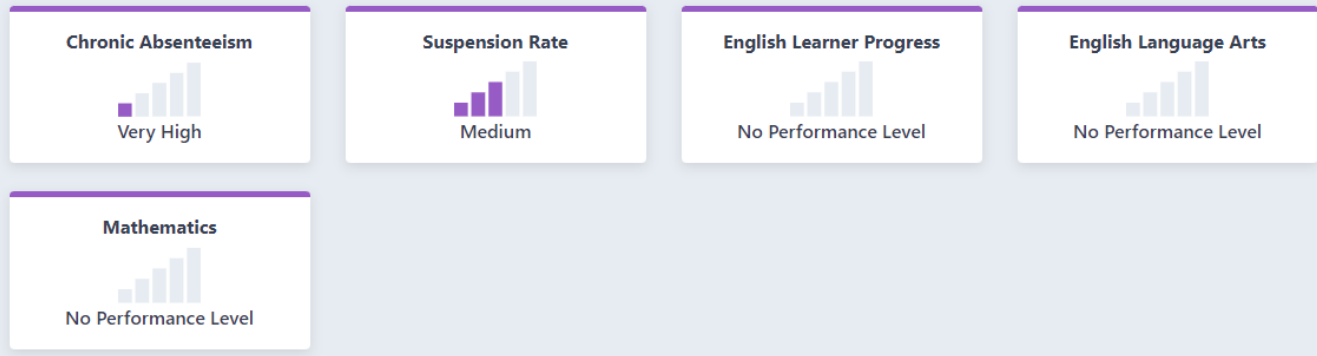 Chronic Absenteeism
Very High
Suspension Rate
Medium
English Learner Progress
No Performance Level
English Language Arts
No Performance Level
Mathematics
No Performance Level